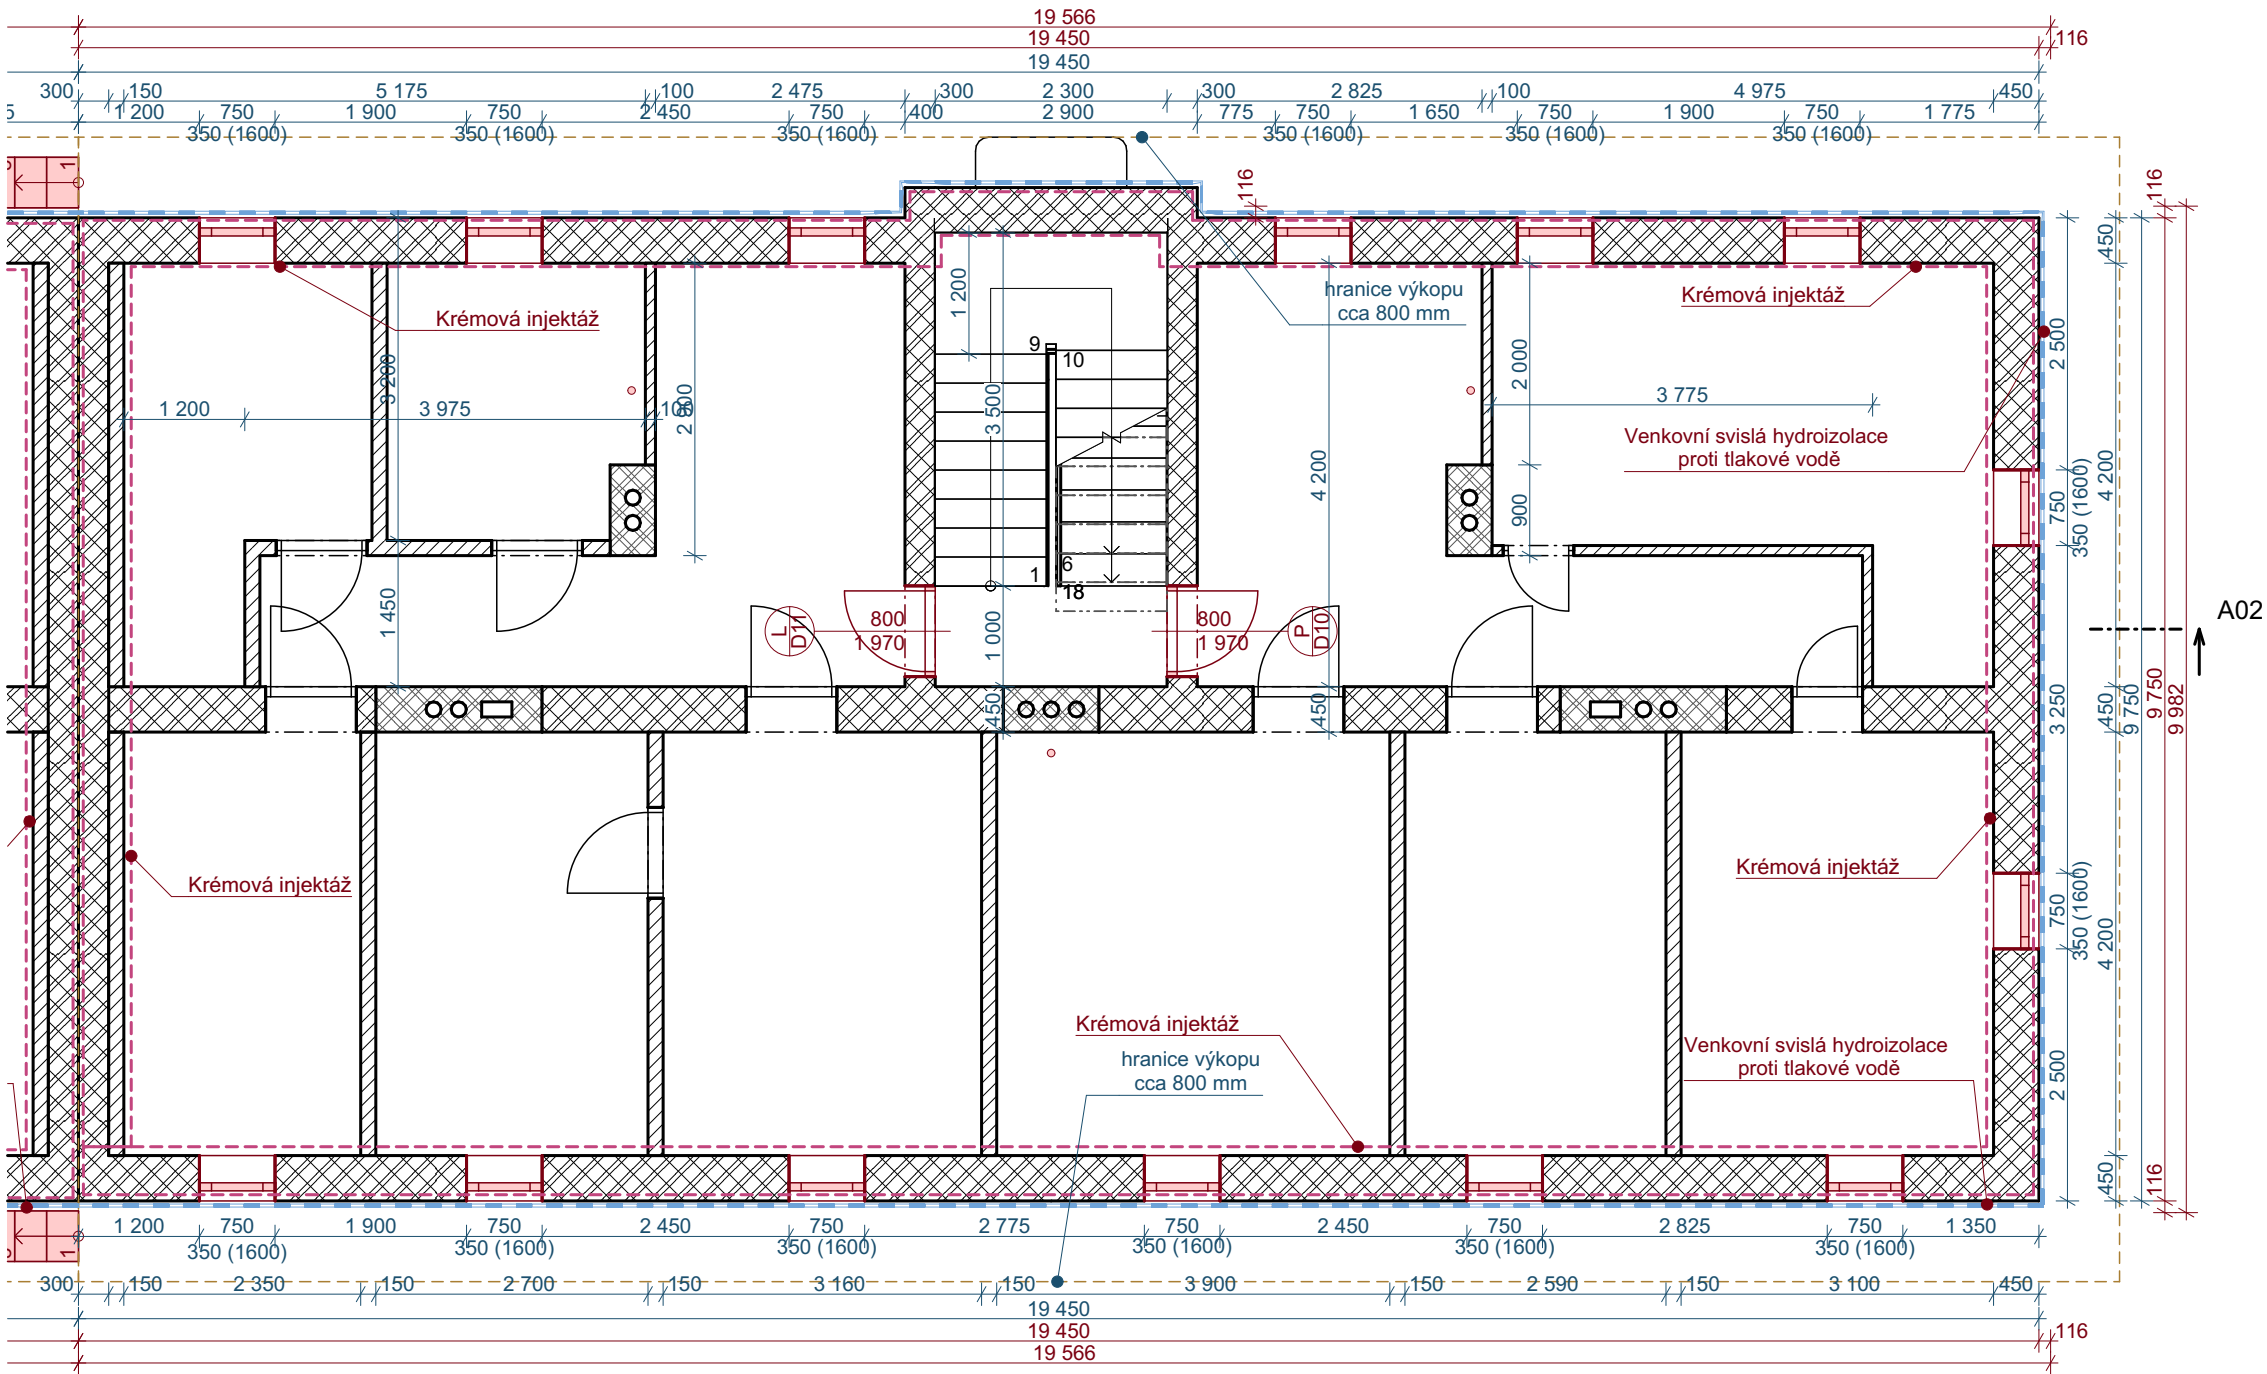 19 566
19 450
116
19 450
300 150 5 175 100 2 475 300 2 300 300 2 825 100 4 975 450
5 1 200 750 1 900 750 2 450 750 400 2 900 775 750 1 650 750 1 900 750 1 775
350 (1600) 350 (1600) 350 (1600) 350 (1600) 350 (1600) 350 (1600)
1
116
116
450
hranice výkopu
cca 800 mm
Krémová injektáž
Krémová injektáž
1 200
2 500
3 200
9
10
2 000
1 200 3 975 100
2 800
3 500
3 775
Venkovní svislá hydroizolace
proti tlakové vodě
4 200
900
750
350 (1600)
4 200
1 450
1
6
18
1 000
L
D11
800
1 970
800
1 970
P
D10
A02
450
450
3 250
450
9 750
9 750
9 982
Krémová injektáž
Krémová injektáž
750
350 (1600)
4 200
Krémová injektáž
hranice výkopu
cca 800 mm
Venkovní svislá hydroizolace
proti tlakové vodě
2 500
450
116
1
1 200 750 1 900 750 2 450 750 2 775 750 2 450 750 2 825 750 1 350
350 (1600) 350 (1600) 350 (1600) 350 (1600) 350 (1600) 350 (1600)
300 150 2 350 150 2 700 150 3 160 150 3 900 150 2 590 150 3 100 450
19 450
19 450
116
19 566